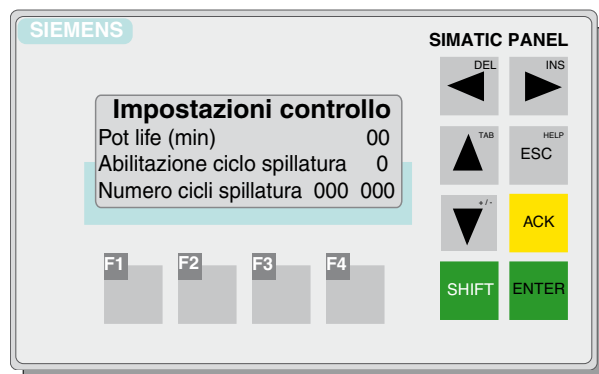 SIEMENS
SIMATIC PANEL
DEL
INS
Impostazioni controllo
Pot life (min) 00
Abilitazione ciclo spillatura 0
Numero cicli spillatura 000 000
TAB
HELP
ESC
+ / -
ACK
F1 F2 F3 F4
SHIFT ENTER